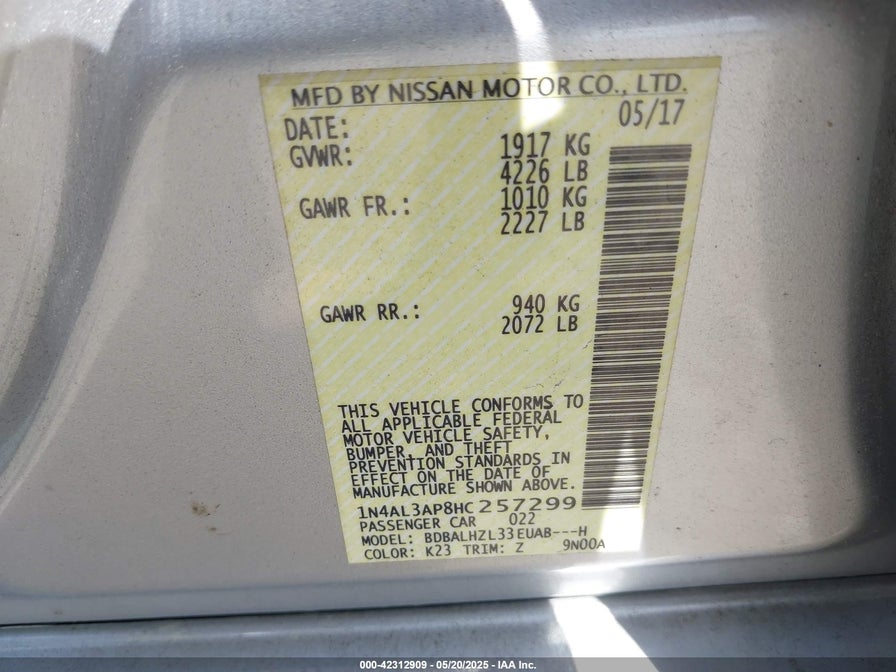 MFD BY NISSAN MOTOR CO., LTD.
DATE: 05/17
GVWR: 1917 KG
4226 LB
GAWR FR.: 1010 KG
2227 LB
GAWR RR.: 940 KG
2072 LB
THIS VEHICLE CONFORMS TO
ALL APPLICABLE FEDERAL
MOTOR VEHICLE SAFETY,
BUMPER, AND THEFT
PREVENTION STANDARDS IN
EFFECT ON THE DATE OF
MANUFACTURE SHOWN ABOVE.
1N4AL3AP8HC257299
PASSENGER CAR 022
MODEL: BDBALHZL33EUAB---H
COLOR: K23 TRIM: Z 9N00A
000-42312909 - 05/20/2025 - IAA Inc.